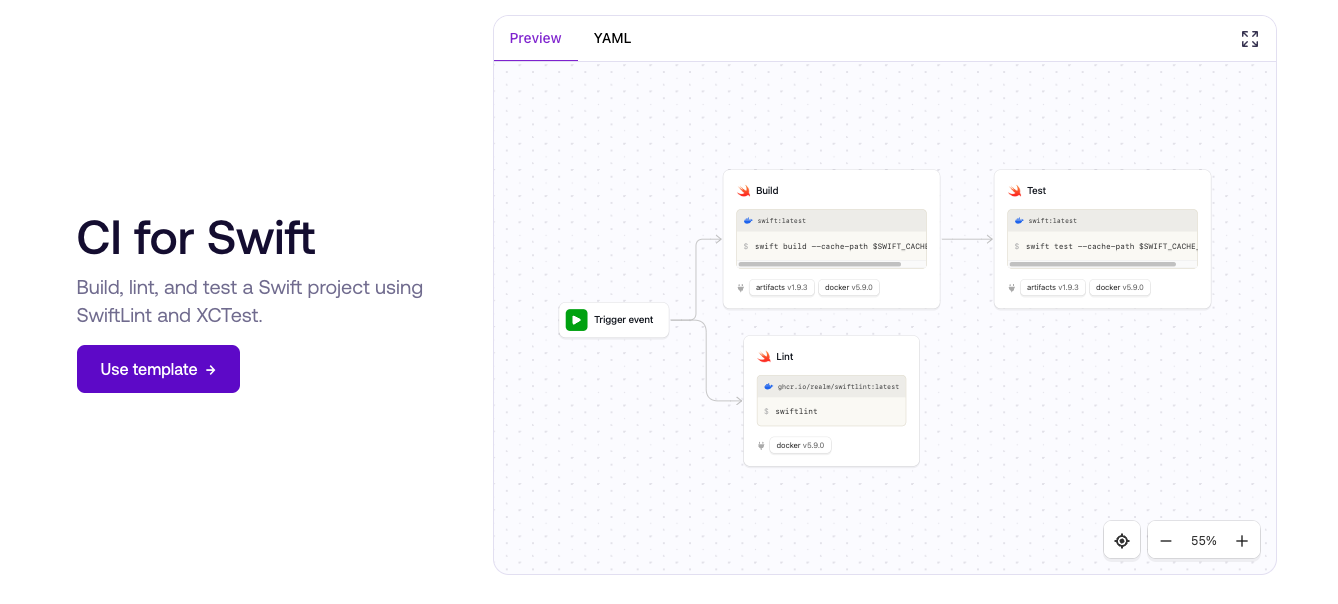 Preview YAML
CI for Swift
Build, lint, and test a Swift project using
SwiftLint and XCTest.
Use template →
Trigger event
Build
swift:latest
$ swift build --cache-path $SWIFT_CACHE
artifacts v1.9.3 docker v5.9.0
Test
swift:latest
$ swift test --cache-path $SWIFT_CACHE_
artifacts v1.9.3 docker v5.9.0
Lint
ghcr.io/realm/swiftlint:latest
$ swiftlint
docker v5.9.0
55%